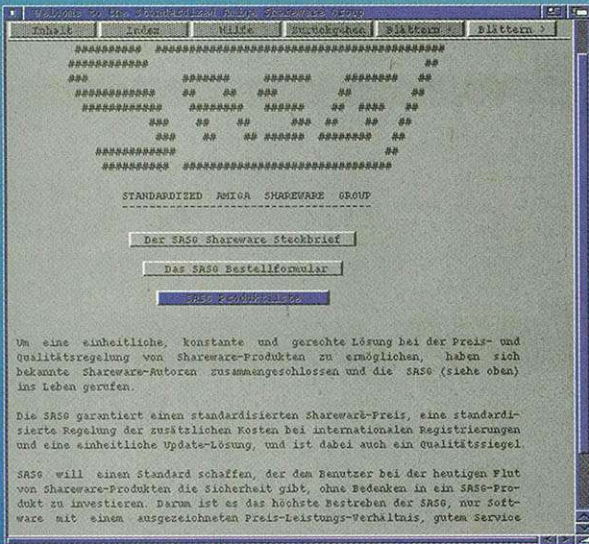 Welcome to the Standardized Amiga Shareware Group
Inhalt Index Hilfe Zurückgehen Blättern < Blättern >
SASG
STANDARDIZED AMIGA SHAREWARE GROUP
Der SASG Shareware Steckbrief
Das SASG Bestellformular
SASG Produktliste
Um eine einheitliche, konstante und gerechte Lösung bei der Preis- und
Qualitätsregelung von Shareware-Produkten zu ermöglichen, haben sich
bekannte Shareware-Autoren zusammengeschlossen und die SASG (siehe oben)
ins Leben gerufen.
Die SASG garantiert einen standardisierten Shareware-Preis, eine standardi-
sierte Regelung der zusätzlichen Kosten bei internationalen Registrierungen
und eine einheitliche Update-Lösung, und ist dabei auch ein Qualitätssiegel.
SASG will einen Standard schaffen, der dem Benutzer bei der heutigen Flut
von Shareware-Produkten die Sicherheit gibt, ohne Bedenken in ein SASG-Pro-
dukt zu investieren. Darum ist es das höchste Bestreben der SASG, nur Soft-
ware mit einem ausgezeichneten Preis-Leistungs-Verhältnis, gutem Service